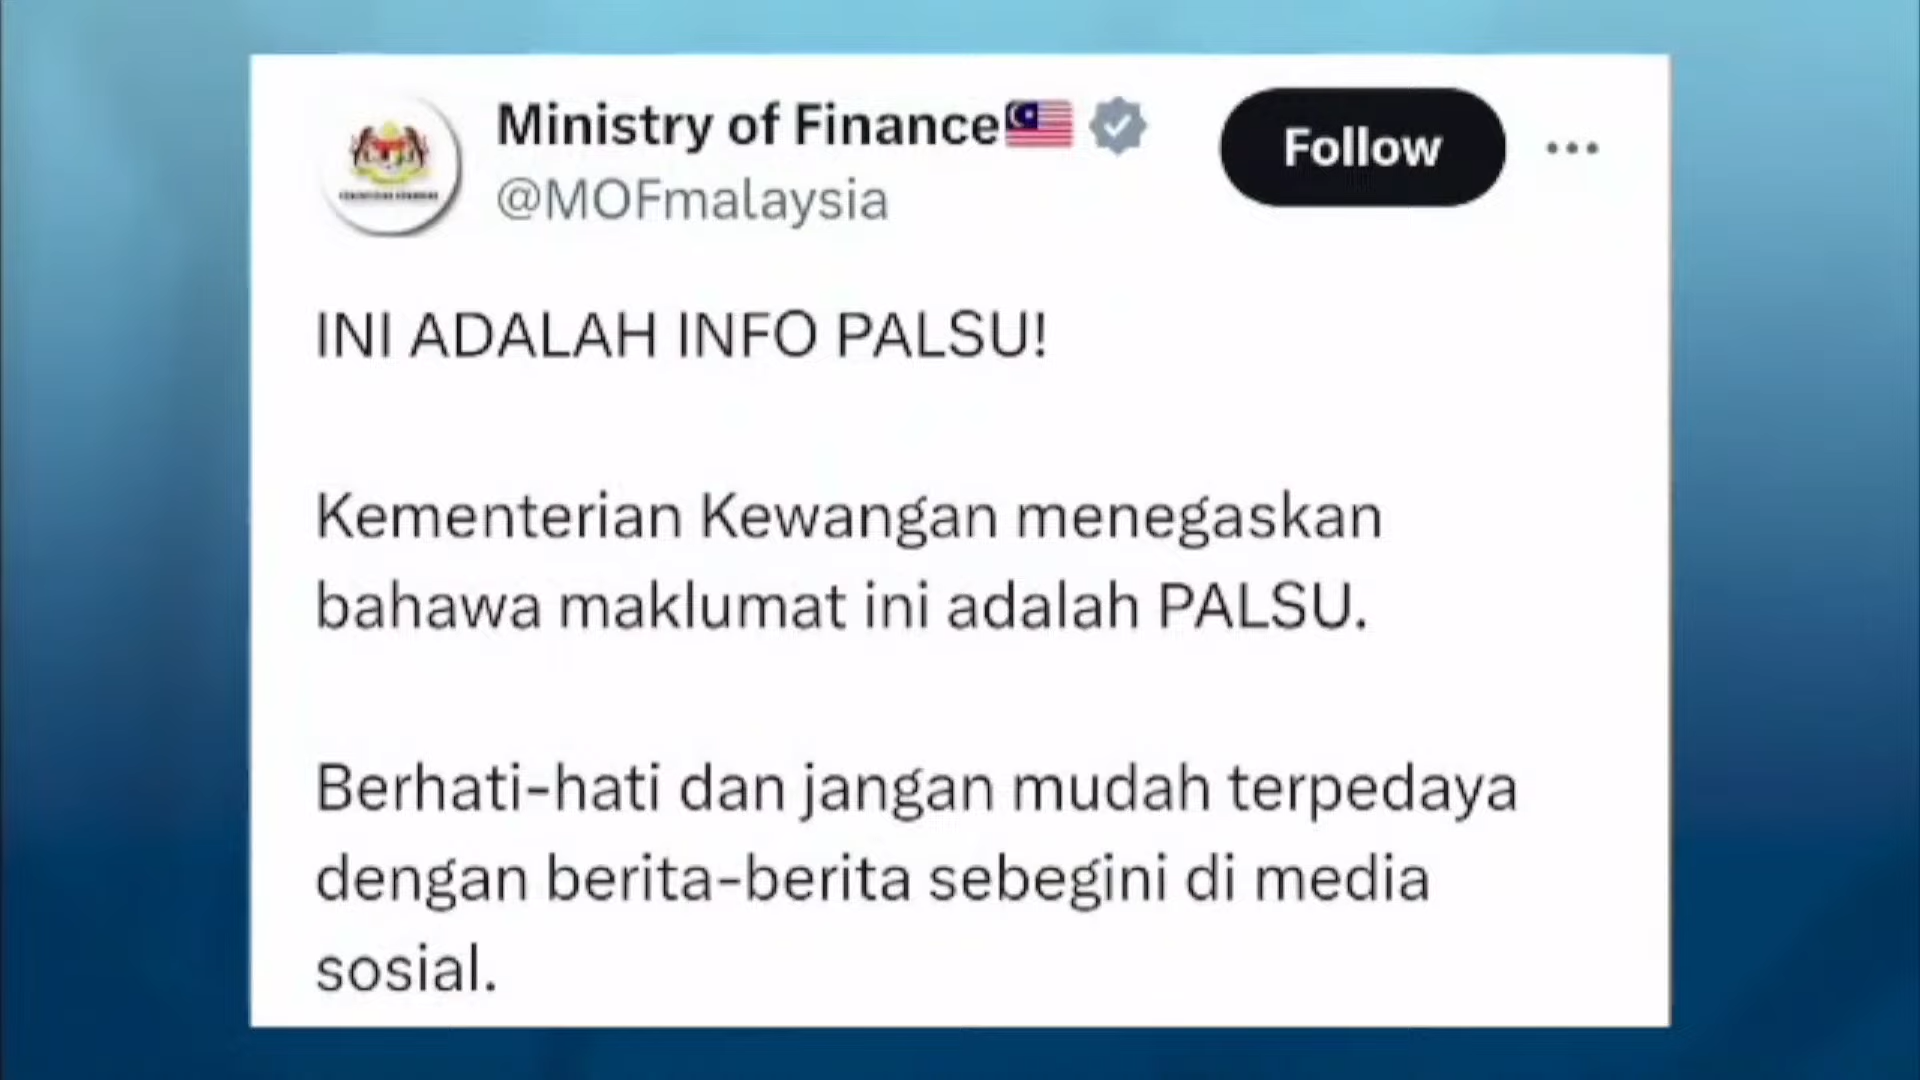 Ministry of Finance🇲🇾
Follow
@MOFmalaysia
INI ADALAH INFO PALSU!
Kementerian Kewangan menegaskan
bahawa maklumat ini adalah PALSU.
Berhati-hati dan jangan mudah terpedaya
dengan berita-berita sebegini di media
sosial.